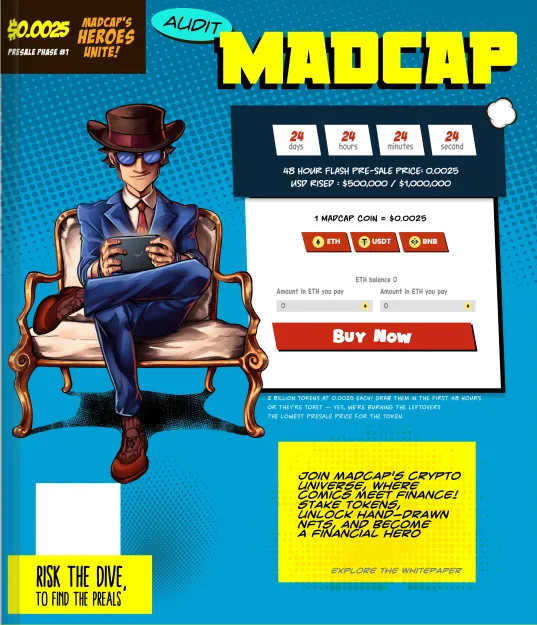 $0.0025
PRESALE PHASE #1
MADCAP'S
HEROES
UNITE!
AUDIT
MADCAP
24 24 24 24
days hours minutes second
48 HOUR FLASH PRE-SALE PRICE: 0.0025
USD RISED : $500,000 / $1,000,000
1 MADCAP COIN = $0.0025
ETH USDT BNB
ETH balance 0
Amount in ETH you pay Amount in ETH you pay
0 0
BUY NOW
2 BILLION TOKENS AT 0.0025 EACH! GRAB THEM IN THE FIRST 48 HOURS
OR THEY'RE TOAST — YES, WE'RE BURNING THE LEFTOVERS
THE LOWEST PRESALE PRICE FOR THE TOKEN
JOIN MADCAP'S CRYPTO
UNIVERSE, WHERE
COMICS MEET FINANCE!
STAKE TOKENS,
UNLOCK HAND-DRAWN
NFTS, AND BECOME
A FINANCIAL HERO
EXPLORE THE WHITEPAPER
RISK THE DIVE,
TO FIND THE PREALS